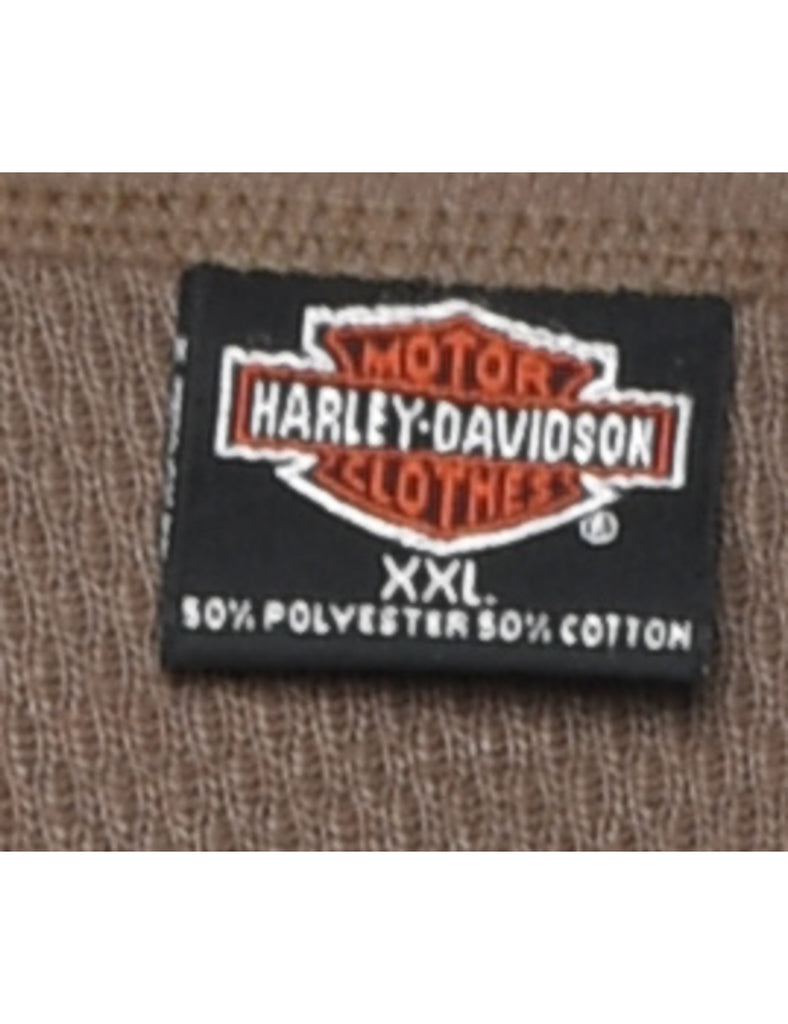 MOTOR
HARLEY-DAVIDSON
CLOTHES
®
XXL
50% POLYESTER 50% COTTON